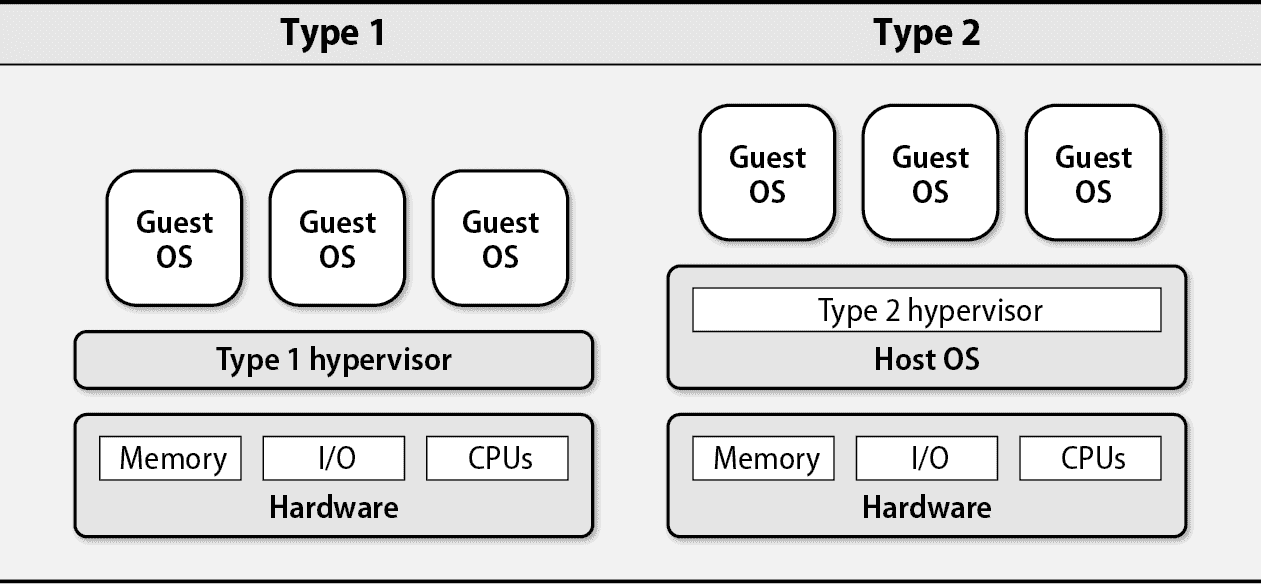 Type 1
Guest
OS
Guest
OS
Guest
OS
Type 1 hypervisor
Memory
I/O
CPUs
Hardware
Type 2
Guest
OS
Guest
OS
Guest
OS
Type 2 hypervisor
Host OS
Memory
I/O
CPUs
Hardware